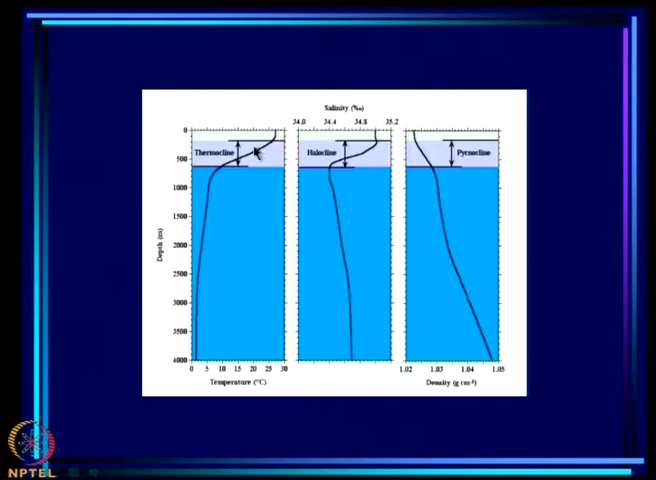 Salinity (‰)
34.0 34.4 34.8 35.2
0
500
1000
1500
2000
2500
3000
3500
4000
Depth (m)
Thermocline
Halocline
Pycnocline
0 5 10 15 20 25 30
1.02 1.03 1.04 1.05
Temperature (°C)
Density (g cm⁻³)
NPTEL